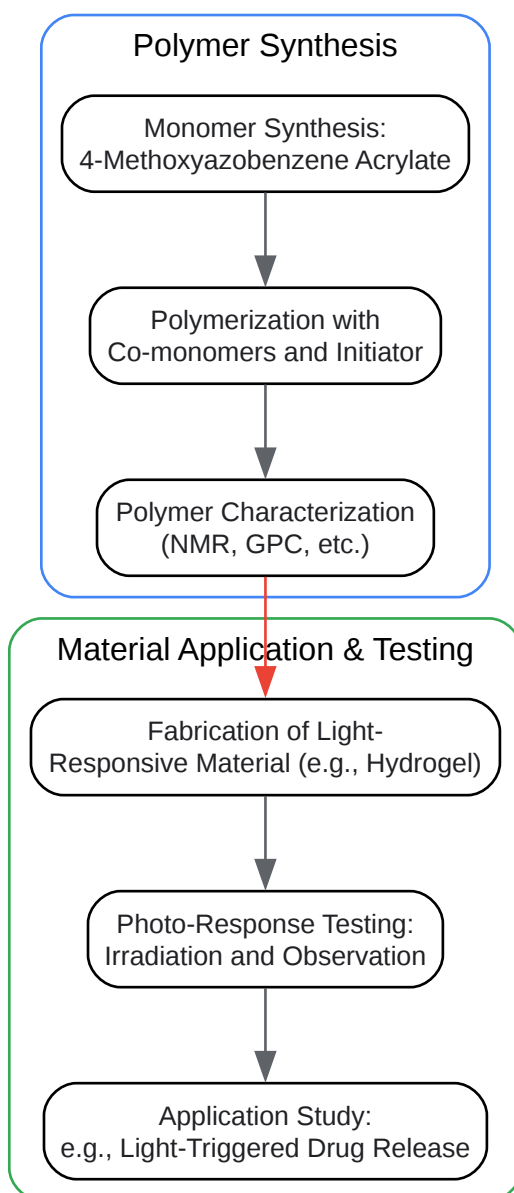 Polymer Synthesis
Monomer Synthesis:
4-Methoxyazobenzene Acrylate
Polymerization with
Co-monomers and Initiator
Polymer Characterization
(NMR, GPC, etc.)
Material Application & Testing
Fabrication of Light-
Responsive Material (e.g., Hydrogel)
Photo-Response Testing:
Irradiation and Observation
Application Study:
e.g., Light-Triggered Drug Release